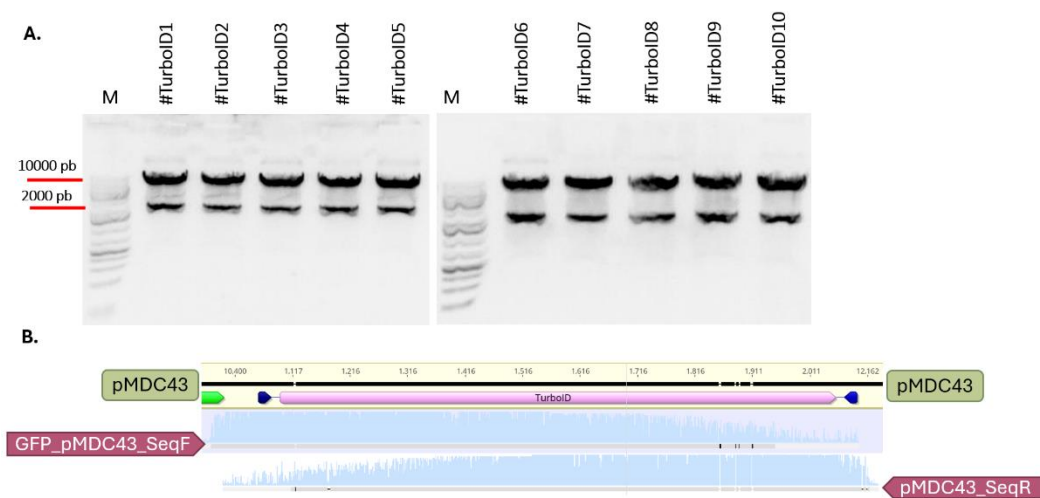 A.
M
#TurboID1
#TurboID2
#TurboID3
#TurboID4
#TurboID5
M
#TurboID6
#TurboID7
#TurboID8
#TurboID9
#TurboID10
10000 pb
2000 pb
B.
pMDC43
10,400 1,117 1,216 1,316 1,416 1,516 1,616 1,716 1,816 1,911 2,011 12,162
pMDC43
TurboID
GFP_pMDC43_SeqF
pMDC43_SeqR